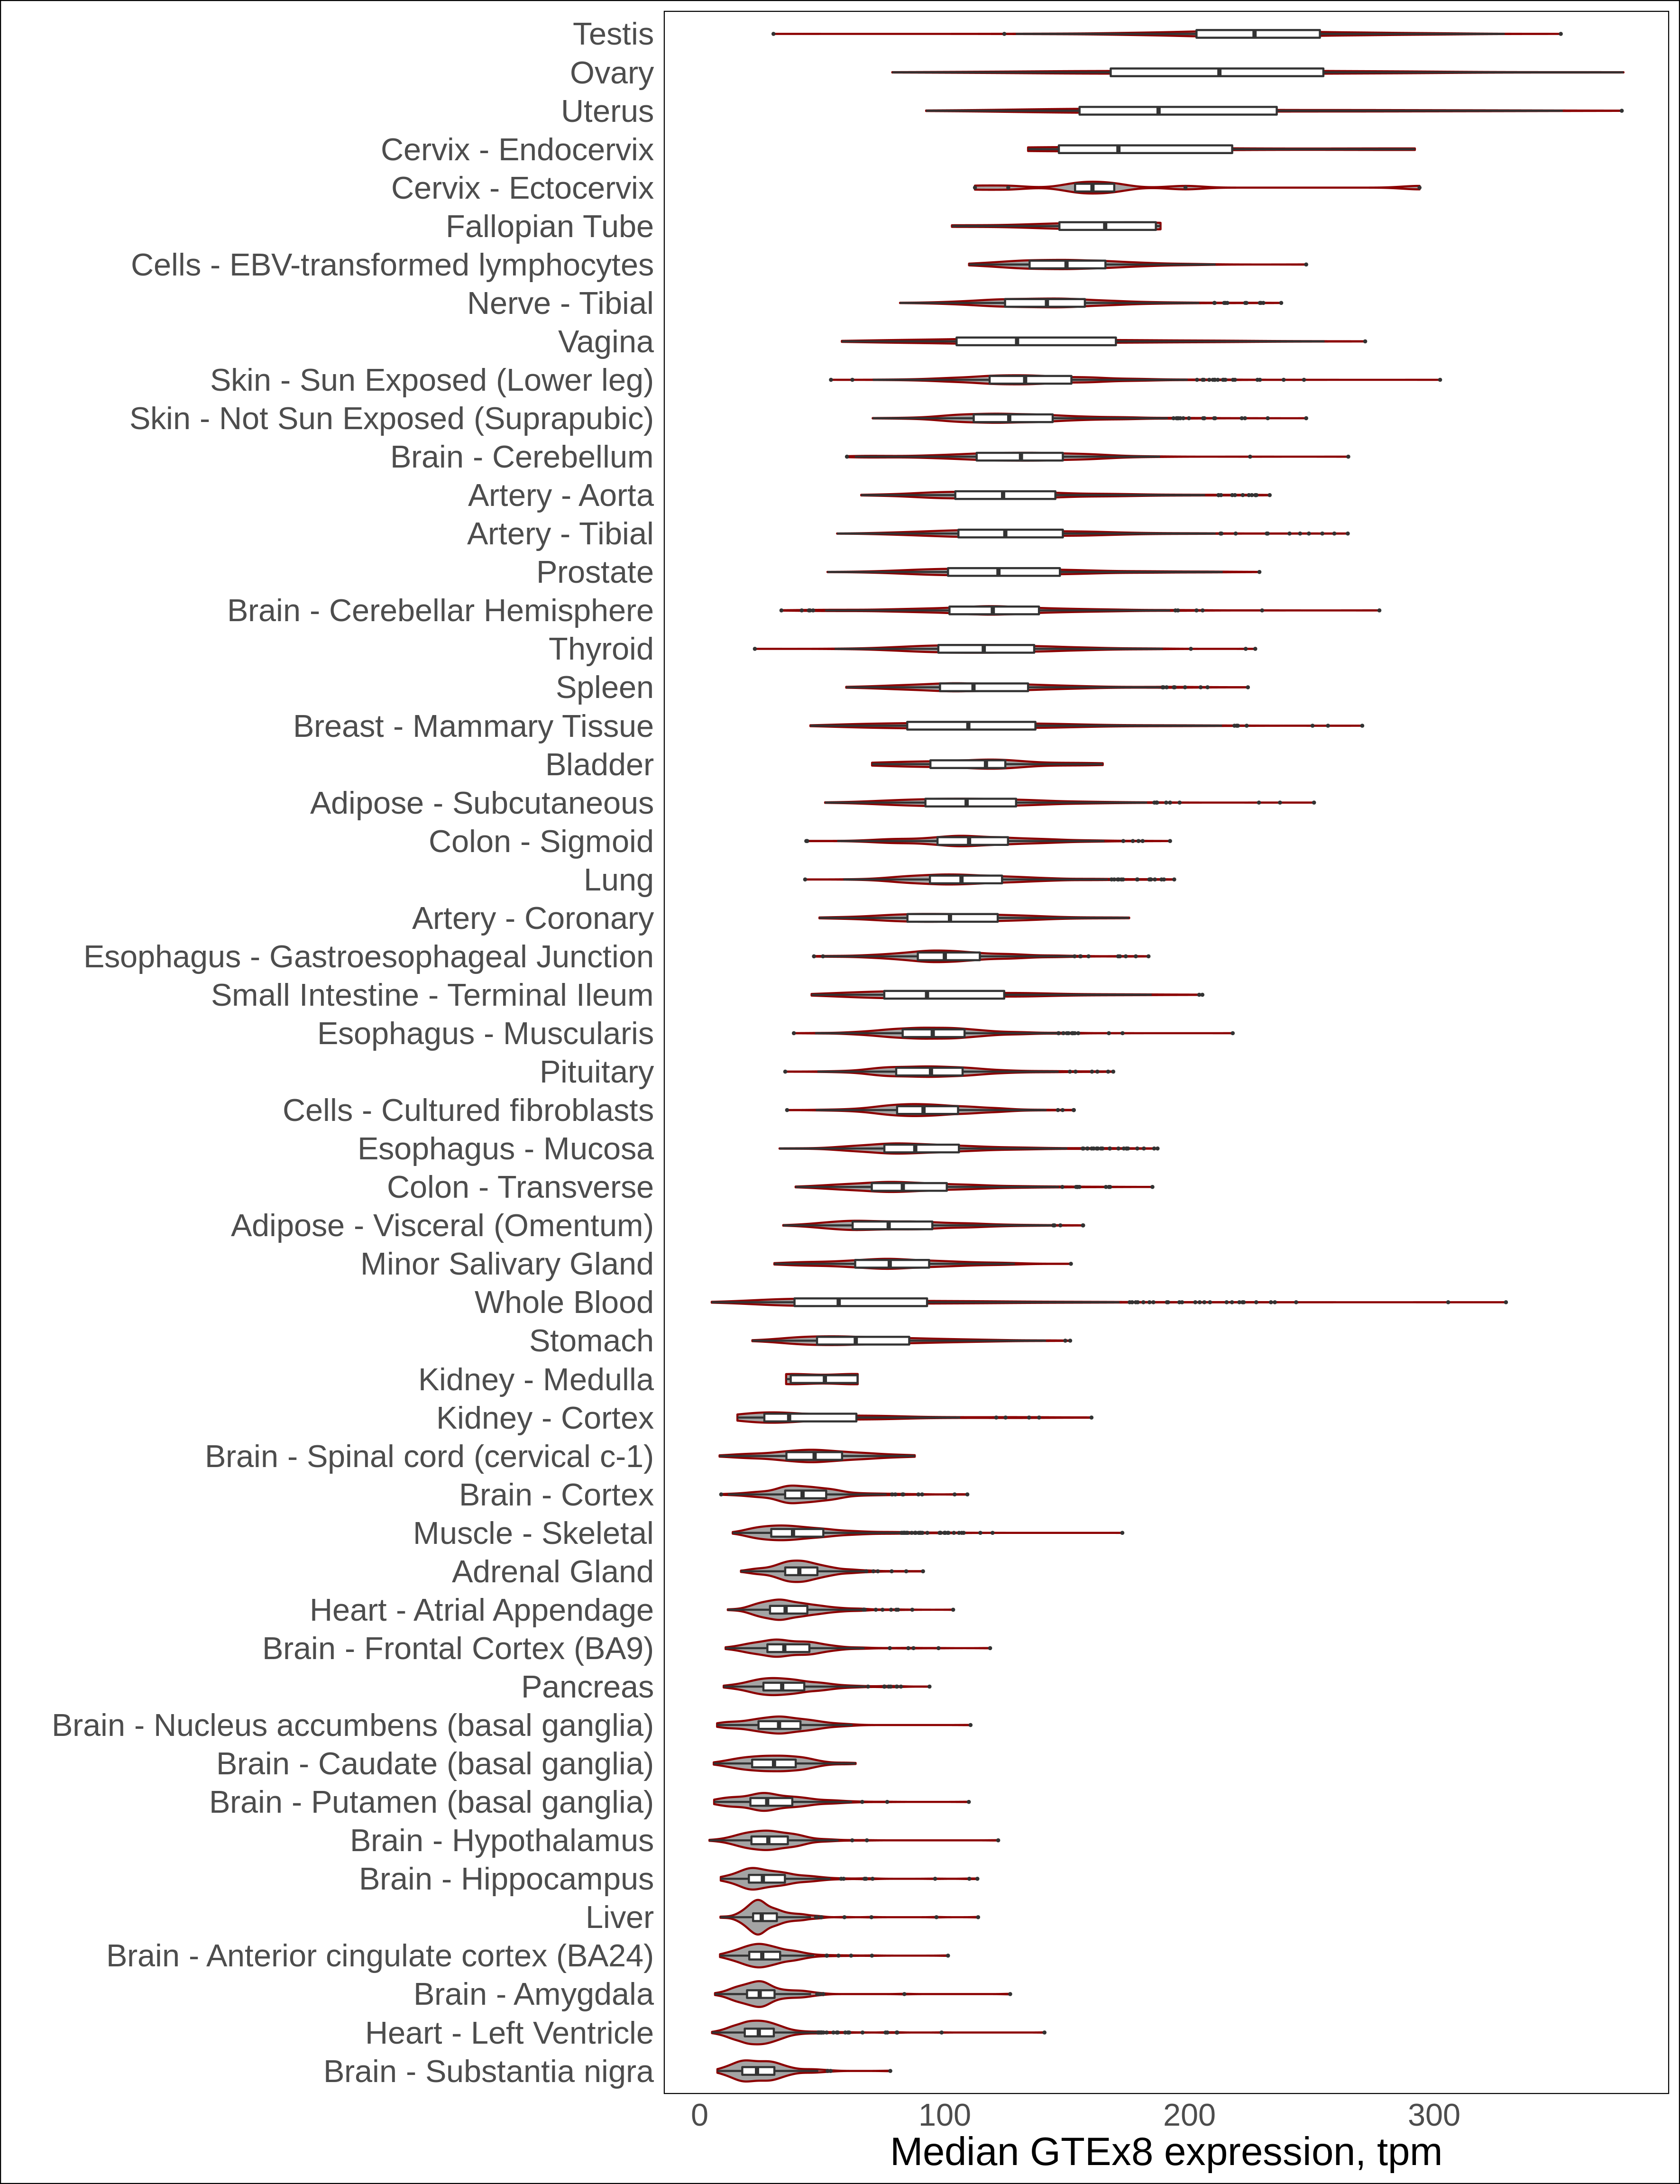 Testis
Ovary
Uterus
Cervix - Endocervix
Cervix - Ectocervix
Fallopian Tube
Cells - EBV-transformed lymphocytes
Nerve - Tibial
Vagina
Skin - Sun Exposed (Lower leg)
Skin - Not Sun Exposed (Suprapubic)
Brain - Cerebellum
Artery - Aorta
Artery - Tibial
Prostate
Brain - Cerebellar Hemisphere
Thyroid
Spleen
Breast - Mammary Tissue
Bladder
Adipose - Subcutaneous
Colon - Sigmoid
Lung
Artery - Coronary
Esophagus - Gastroesophageal Junction
Small Intestine - Terminal Ileum
Esophagus - Muscularis
Pituitary
Cells - Cultured fibroblasts
Esophagus - Mucosa
Colon - Transverse
Adipose - Visceral (Omentum)
Minor Salivary Gland
Whole Blood
Stomach
Kidney - Medulla
Kidney - Cortex
Brain - Spinal cord (cervical c-1)
Brain - Cortex
Muscle - Skeletal
Adrenal Gland
Heart - Atrial Appendage
Brain - Frontal Cortex (BA9)
Pancreas
Brain - Nucleus accumbens (basal ganglia)
Brain - Caudate (basal ganglia)
Brain - Putamen (basal ganglia)
Brain - Hypothalamus
Brain - Hippocampus
Liver
Brain - Anterior cingulate cortex (BA24)
Brain - Amygdala
Heart - Left Ventricle
Brain - Substantia nigra
0 100 200 300
Median GTEx8 expression, tpm